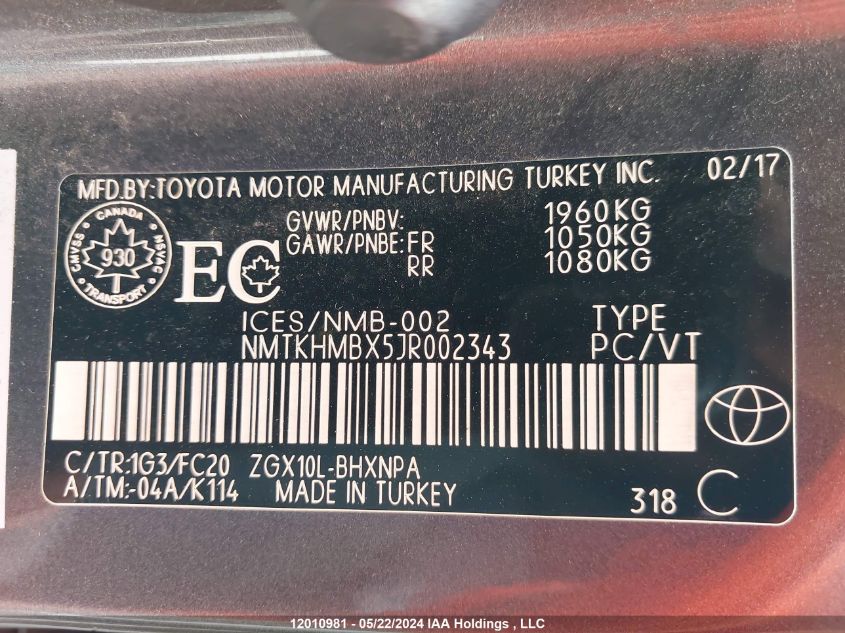 MFD.BY:TOYOTA MOTOR MANUFACTURING TURKEY INC. 02/17
CANADA
CMVSS 930 NSVAC
TRANSPORT
EC
GVWR/PNBV: 1960KG
GAWR/PNBE: FR 1050KG
RR 1080KG
ICES/NMB-002 TYPE
NMTKHMBX5JR002343 PC/VT
C/TR:1G3/FC20 ZGX10L-BHXNPA
A/TM:-04A/K114 MADE IN TURKEY
318 C
12010981 - 05/22/2024 IAA Holdings , LLC